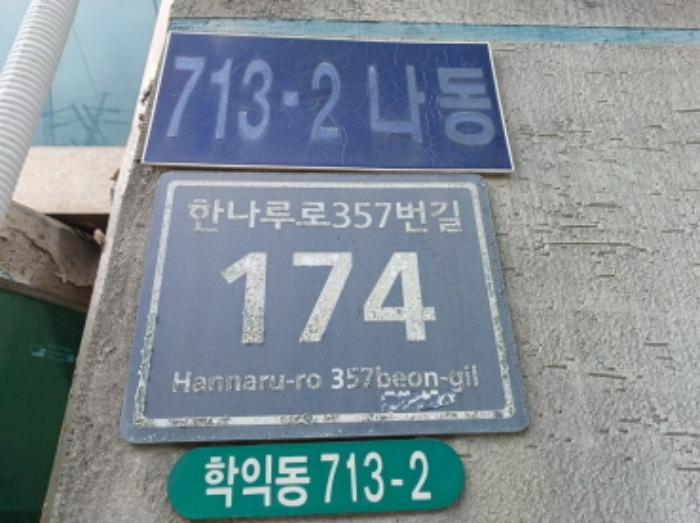 713-2 나동
한나루로357번길
174
Hannaru-ro 357beon-gil
학익동 713-2